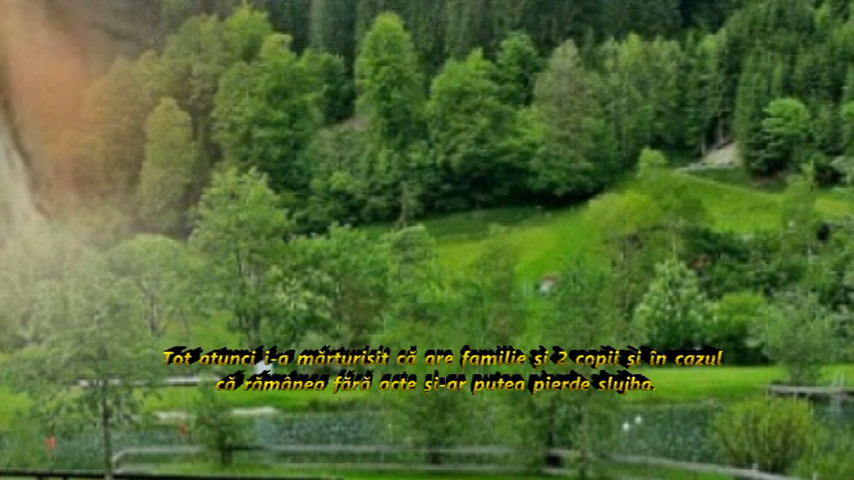 Tot atunci i-a mărturisit că are familie și 2 copii și în cazul
că rămânea fără acte și-ar putea pierde slujba.